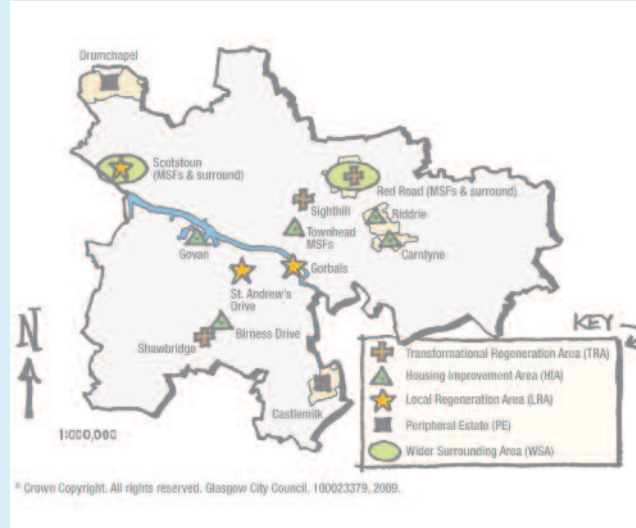 Drumchapel
Scotstoun
(MSFs & surround)
Red Road (MSFs & surround)
Sighthill
Riddrie
Townhead
MSFs
Carntyne
Govan
Gorbals
St. Andrew's
Drive
Birness Drive
Shawbridge
Castlemilk
N
KEY
Transformational Regeneration Area (TRA)
Housing Improvement Area (HIA)
Local Regeneration Area (LRA)
Peripheral Estate (PE)
Wider Surrounding Area (WSA)
1:000,000
© Crown Copyright. All rights reserved. Glasgow City Council, 100023379, 2009.